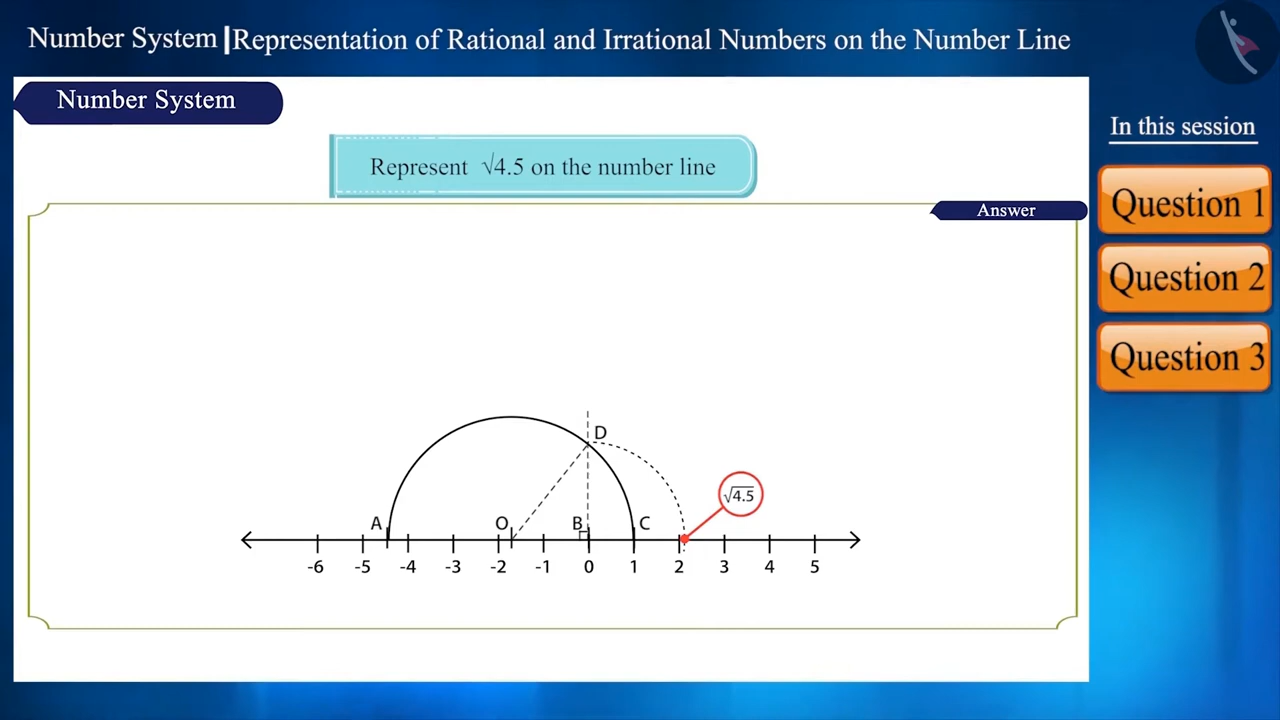 Number System | Representation of Rational and Irrational Numbers on the Number Line
Number System
In this session
Represent √4.5 on the number line
Question 1
Answer
Question 2
Question 3
D
√4.5
A O B C
-6 -5 -4 -3 -2 -1 0 1 2 3 4 5